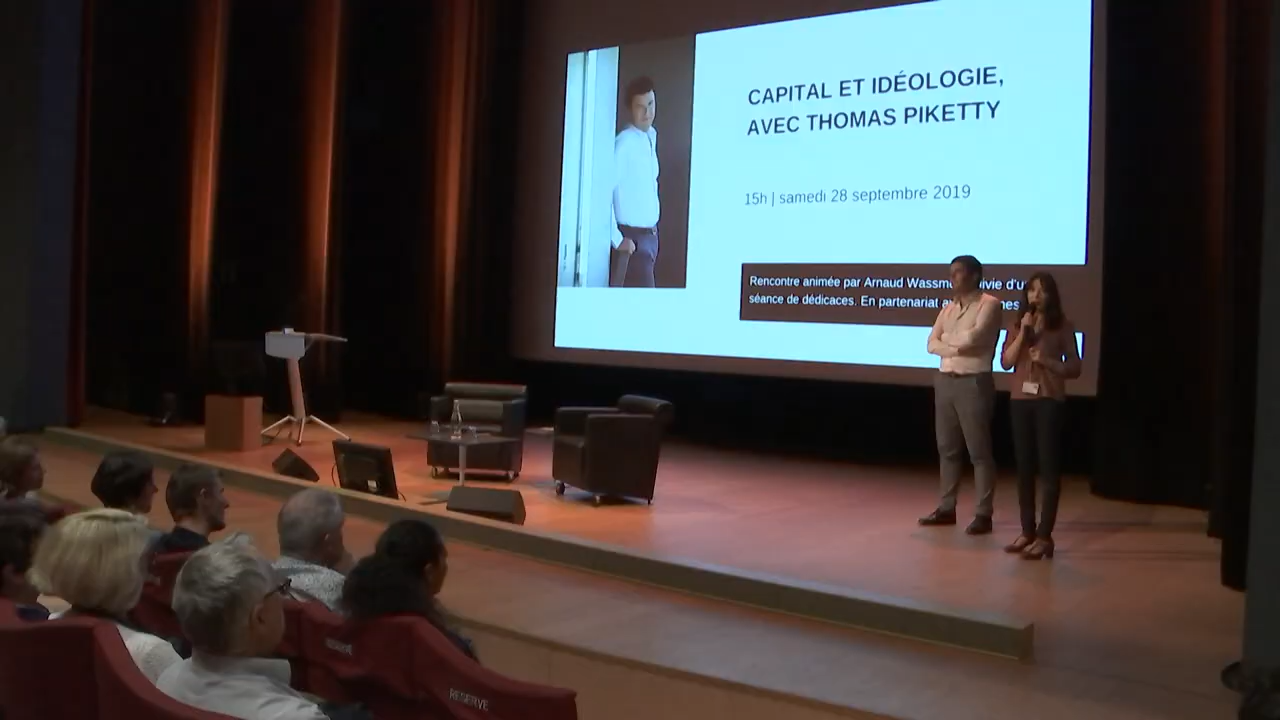 CAPITAL ET IDÉOLOGIE,
AVEC THOMAS PIKETTY
15h | samedi 28 septembre 2019
Rencontre animée par Arnaud
séance de dédicaces. En partenariat
RESERVE